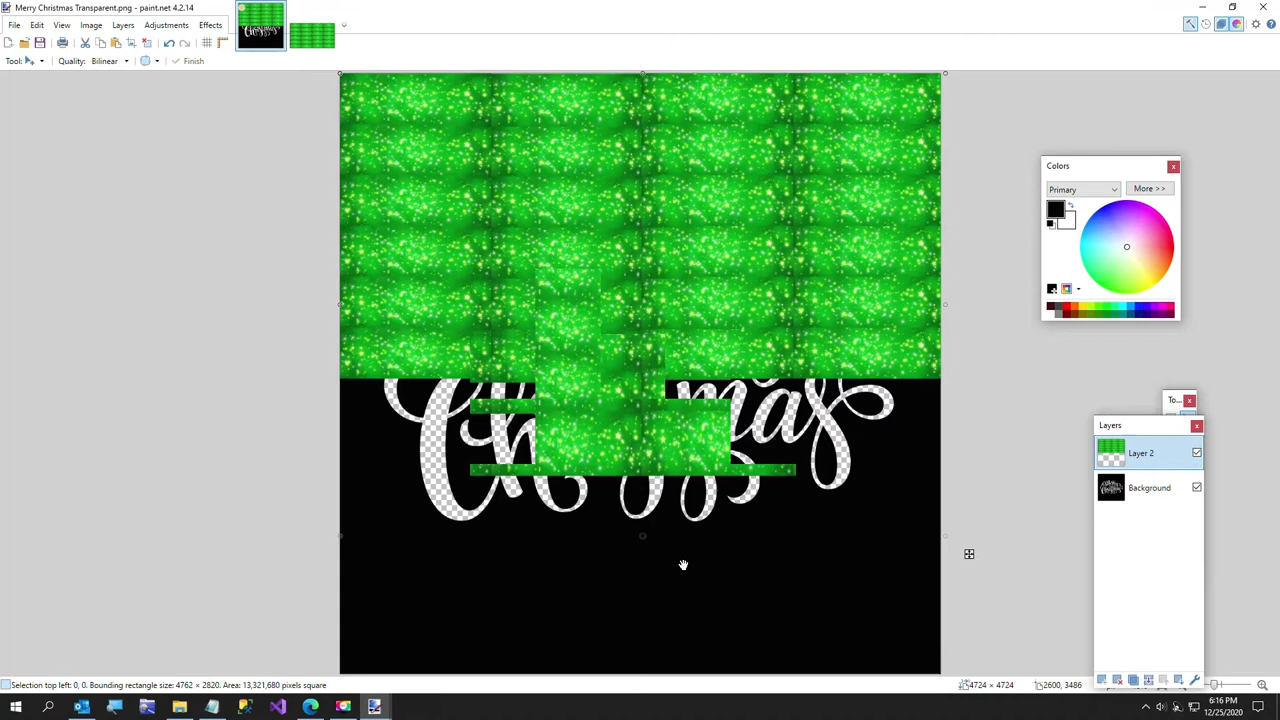 Merry Christmas Transparent.png - paint.net 4.2.14
File Edit View Image Layers Adjustments Effects
Tool: Quality: Bilinear Finish
Colors
Primary
More >>
To...
Layers
Layer 2
Background
Christmas
Selection top left: 0, 0. Bounding rectangle size: 4762 × 2820. Area: 13,321,680 pixels square
4724 × 4724
2600, 3486
6:16 PM
12/25/2020